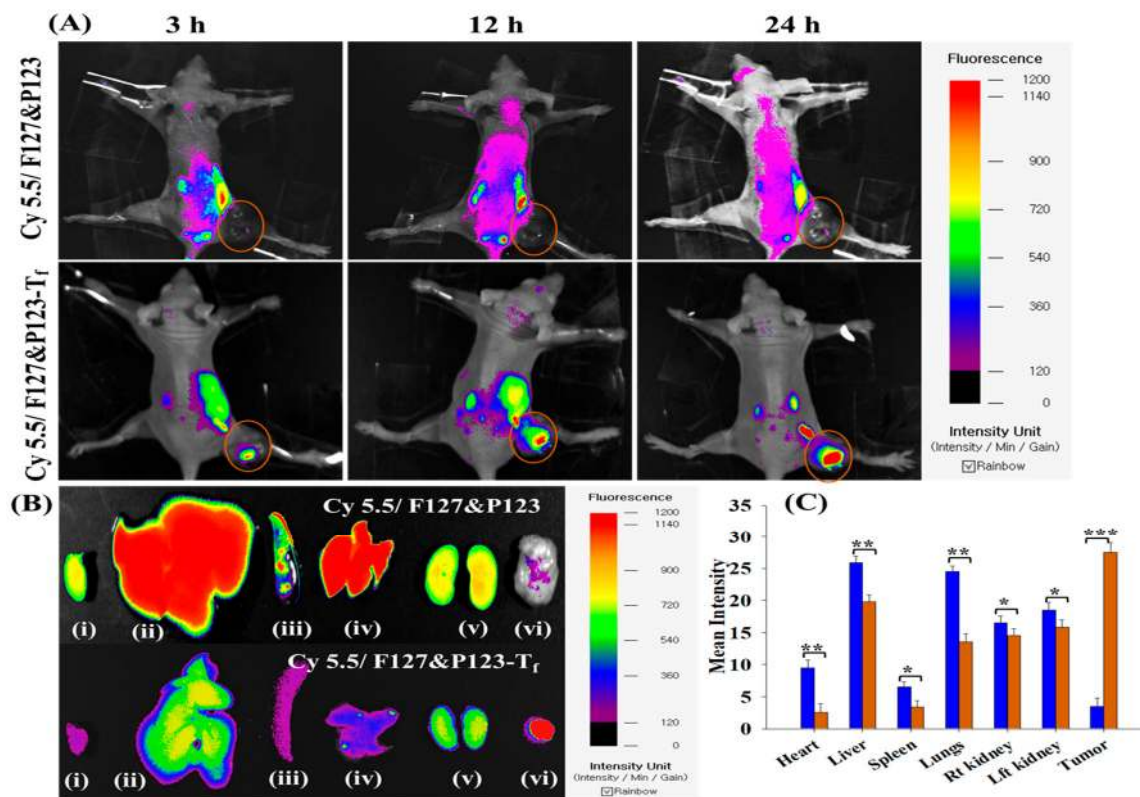 (A)
3 h
12 h
24 h
Cy 5.5/ F127&P123
Cy 5.5/ F127&P123-Tf
Fluorescence
1200
1140
900
720
540
360
120
0
Intensity Unit
(Intensity / Min / Gain)
Rainbow
(B)
Cy 5.5/ F127&P123
(i)
(ii)
(iii)
(iv)
(v)
(vi)
Cy 5.5/ F127&P123-Tf
(i)
(ii)
(iii)
(iv)
(v)
(vi)
Fluorescence
1200
1140
900
720
540
360
120
0
Intensity Unit
(Intensity / Min / Gain)
Rainbow
(C)
Mean Intensity
35
30
25
20
15
10
5
0
**
**
*
**
*
*
***
Heart
Liver
Spleen
Lungs
Rt kidney
Lft kidney
Tumor